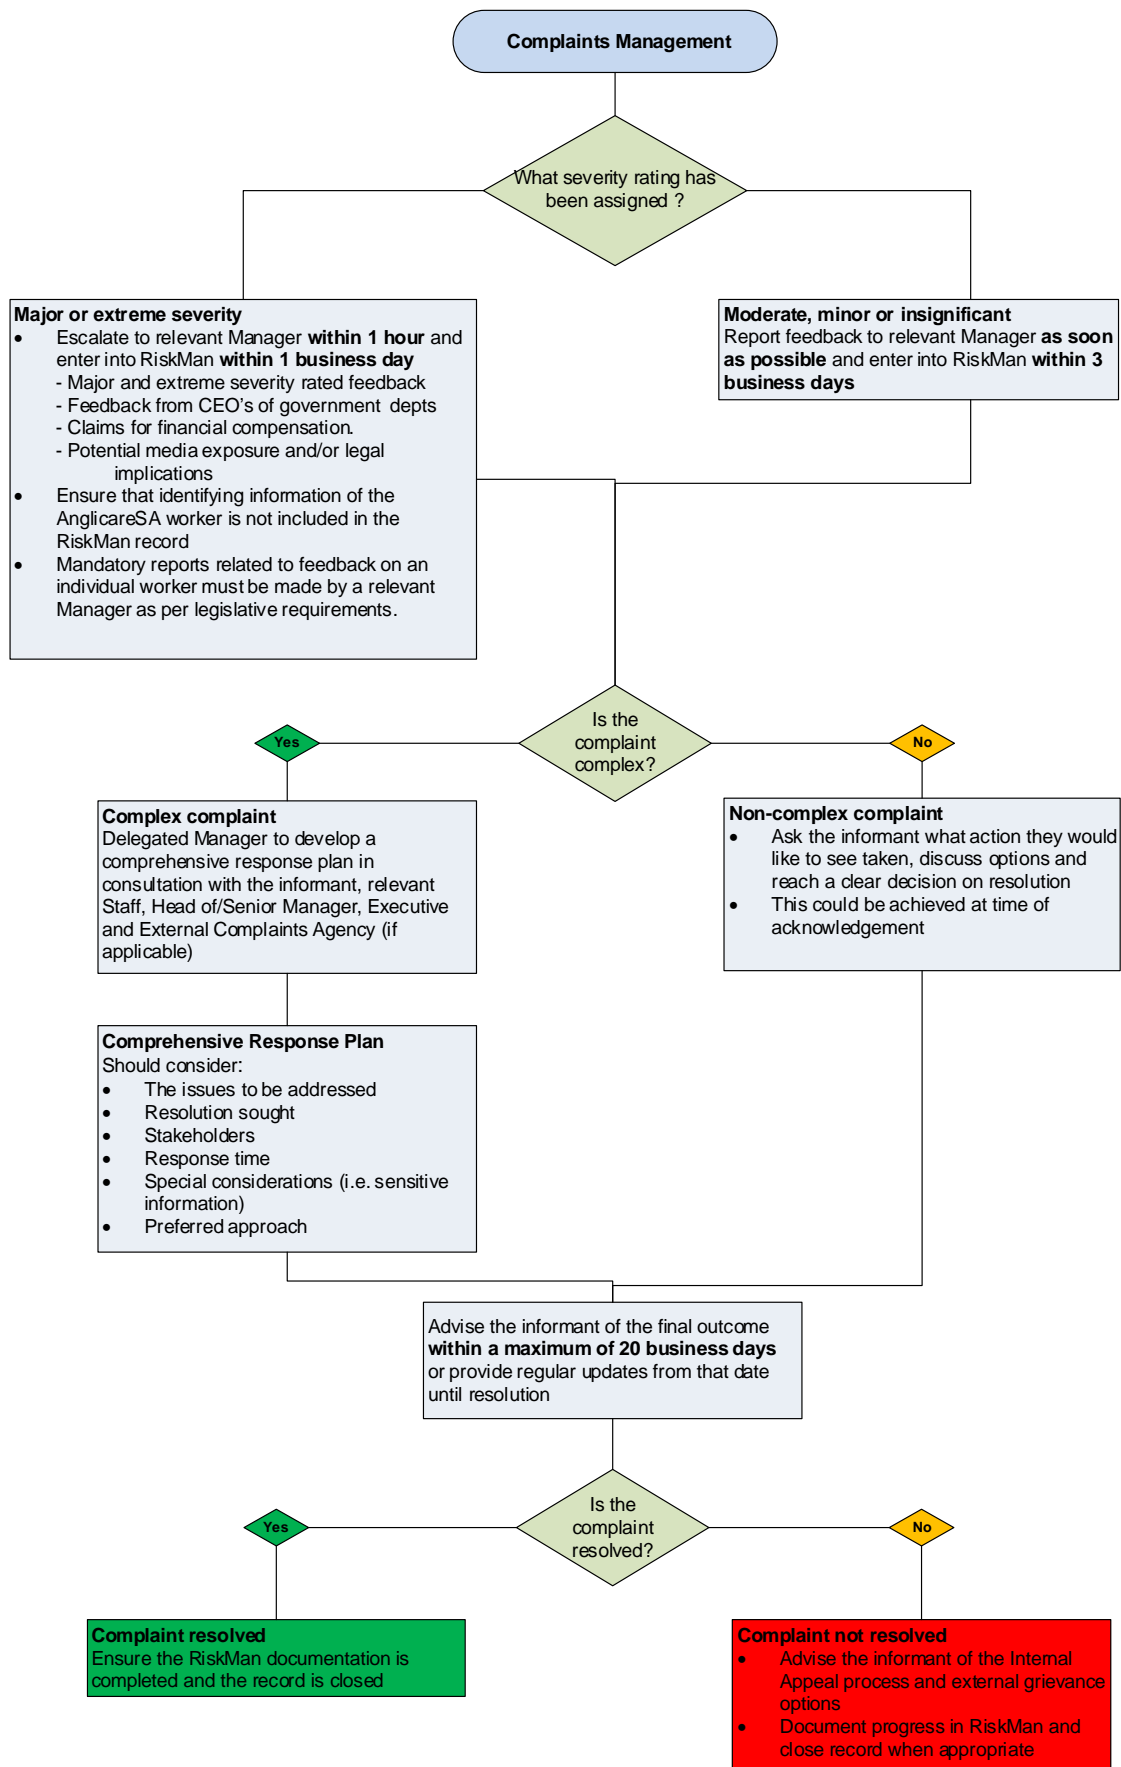 Complaints Management
What severity rating has
been assigned ?
Major or extreme severity
• Escalate to relevant Manager within 1 hour and
enter into RiskMan within 1 business day
- Major and extreme severity rated feedback
- Feedback from CEO's of government depts
- Claims for financial compensation.
- Potential media exposure and/or legal
implications
• Ensure that identifying information of the
AnglicareSA worker is not included in the
RiskMan record
• Mandatory reports related to feedback on an
individual worker must be made by a relevant
Manager as per legislative requirements.
Moderate, minor or insignificant
Report feedback to relevant Manager as soon
as possible and enter into RiskMan within 3
business days
Is the
complaint
complex?
Yes
No
Complex complaint
Delegated Manager to develop a
comprehensive response plan in
consultation with the informant, relevant
Staff, Head of/Senior Manager, Executive
and External Complaints Agency (if
applicable)
Non-complex complaint
• Ask the informant what action they would
like to see taken, discuss options and
reach a clear decision on resolution
• This could be achieved at time of
acknowledgement
Comprehensive Response Plan
Should consider:
• The issues to be addressed
• Resolution sought
• Stakeholders
• Response time
• Special considerations (i.e. sensitive
information)
• Preferred approach
Advise the informant of the final outcome
within a maximum of 20 business days
or provide regular updates from that date
until resolution
Is the
complaint
resolved?
Yes
No
Complaint resolved
Ensure the RiskMan documentation is
completed and the record is closed
Complaint not resolved
• Advise the informant of the Internal
Appeal process and external grievance
options
• Document progress in RiskMan and
close record when appropriate